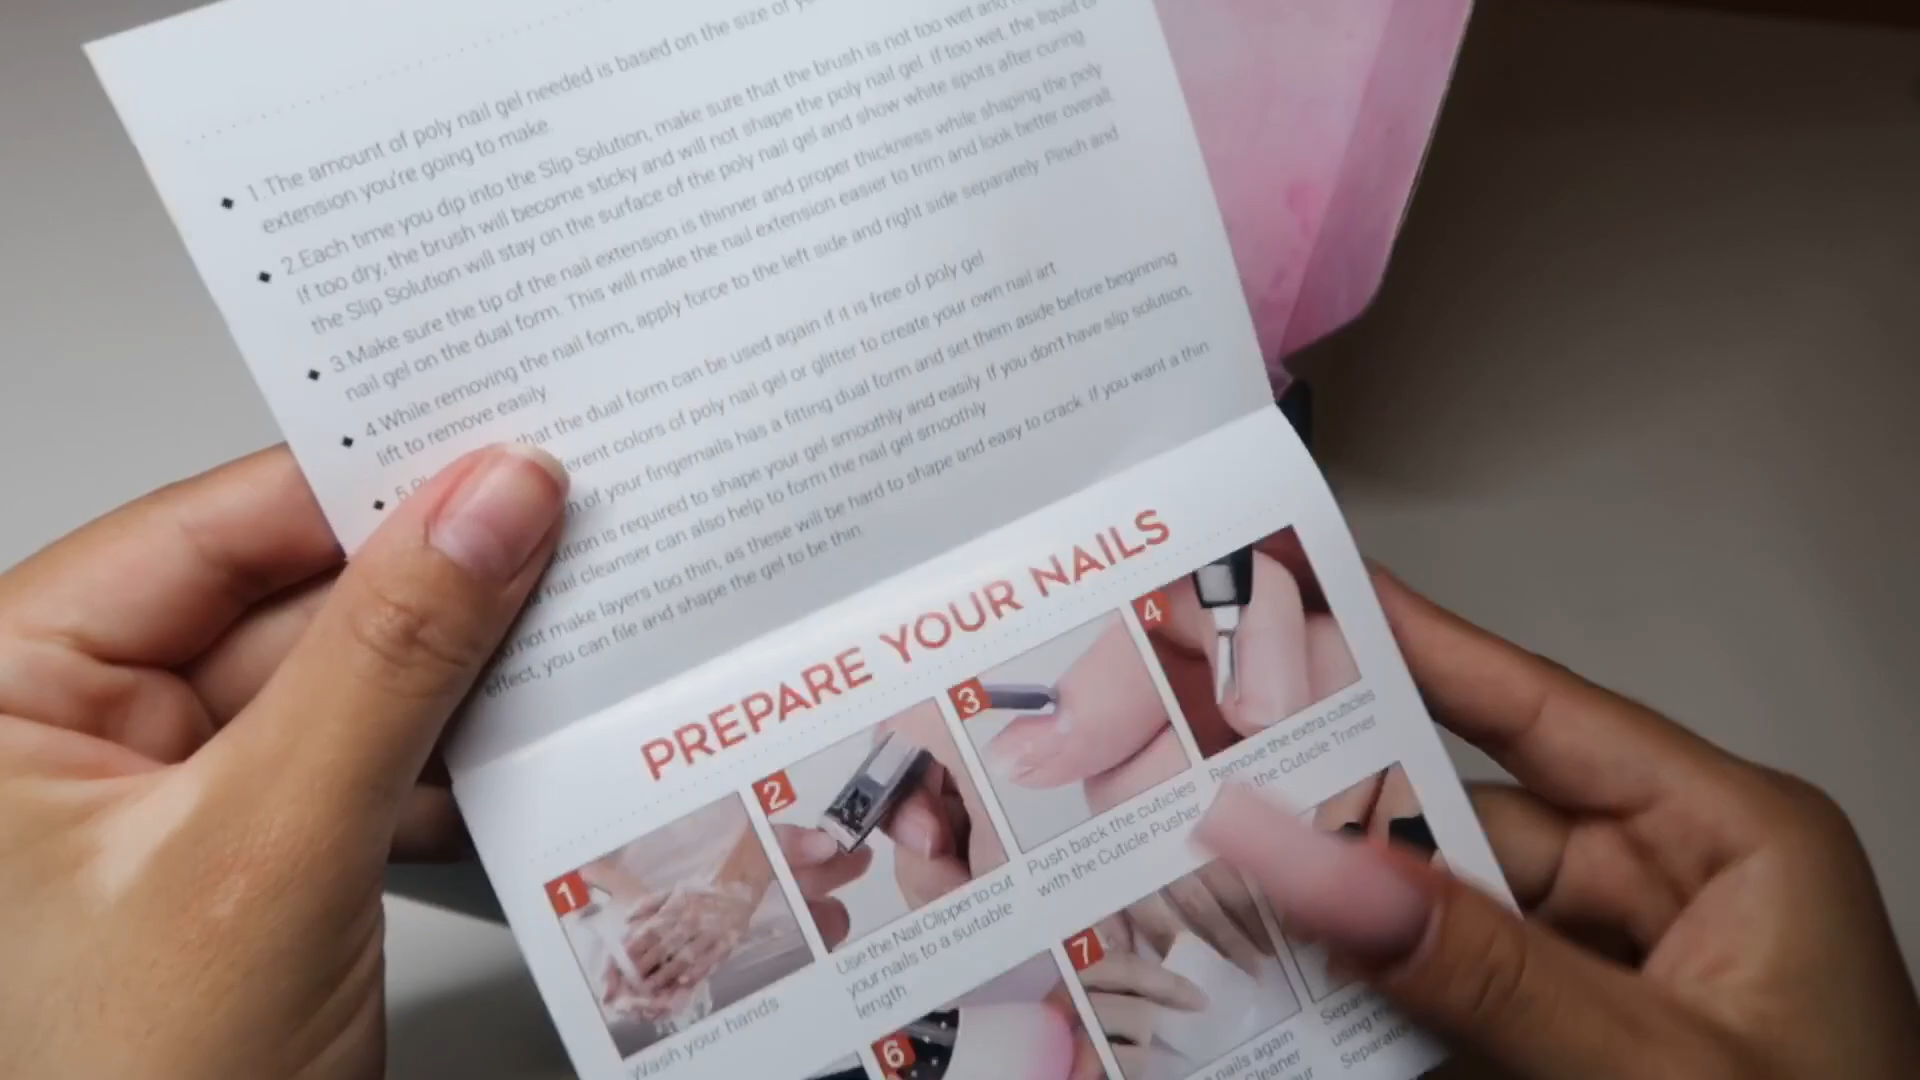 1.The amount of poly nail gel needed is based on the size of
extension you're going to make.
2.Each time you dip into the Slip Solution, make sure that the brush is not too wet and
If too dry, the brush will become sticky and will not shape the poly nail gel. If too wet, the liquid of
the Slip Solution will stay on the surface of the poly nail gel and show white spots after curing
3.Make sure the tip of the nail extension is thinner and proper thickness while shaping the poly
nail gel on the dual form. This will make the nail extension easier to trim and look better overall.
4.While removing the nail form, apply force to the left side and right side separately. Pinch and
lift to remove easily
5. that the dual form can be used again if it is free of poly gel
colors of poly nail gel or glitter to create your own nail art
of your fingernails has a fitting dual form and set them aside before beginning
is required to shape your gel smoothly and easily. If you don't have slip solution,
nail cleanser can also help to form the nail gel smoothly
not make layers too thin, as these will be hard to shape and easy to crack. If you want a thin
effect, you can file and shape the gel to be thin.
PREPARE YOUR NAILS
1
Wash your hands
2
Use the Nail Clipper to cut
your nails to a suitable
length
3
Push back the cuticles
with the Cuticle Pusher
4
Remove the extra cuticles
the Cuticle Trimer
6
7
nails again
using